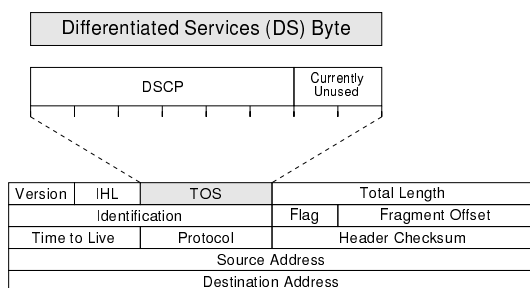 Differentiated Services (DS) Byte
DSCP
Currently
Unused
Version IHL TOS Total Length
Identification Flag Fragment Offset
Time to Live Protocol Header Checksum
Source Address
Destination Address